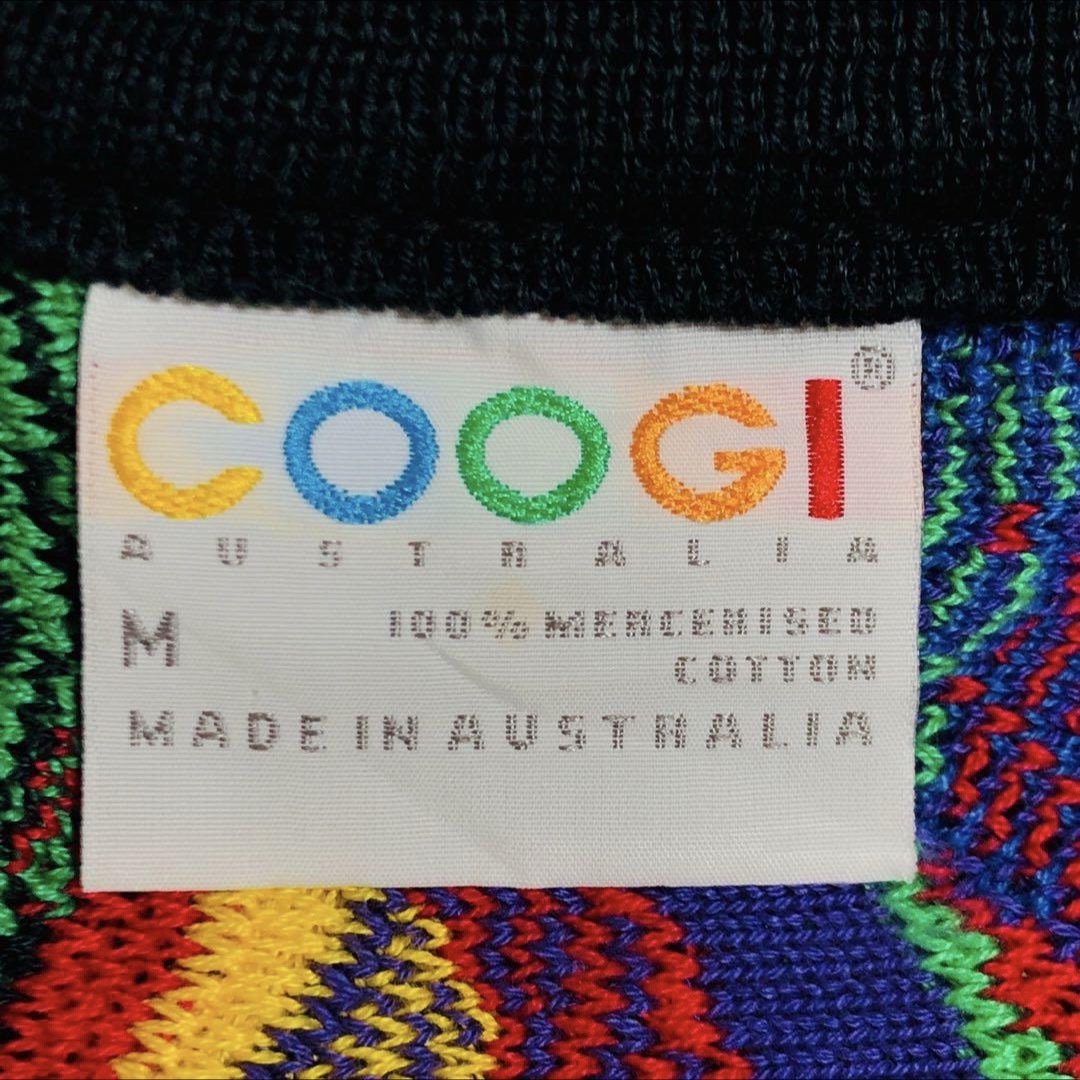 COOGI®
AUSTRALIA
M 100% MERCERISED
COTTON
MADE IN AUSTRALIA